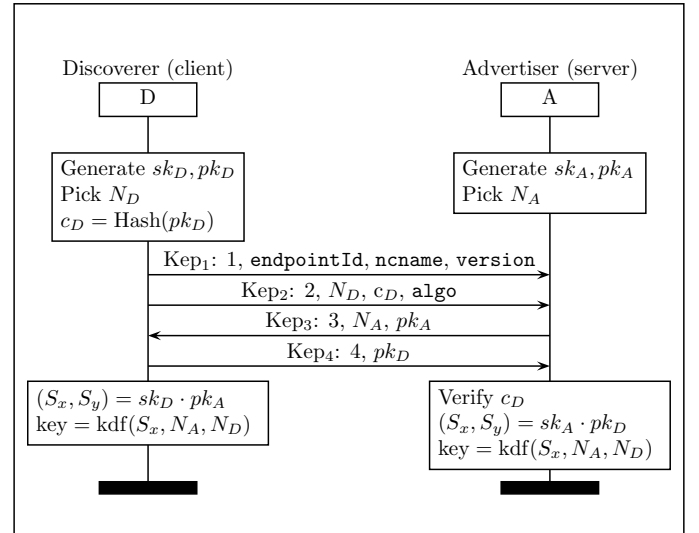 Discoverer (client)
Advertiser (server)
D
A
Generate sk_D, pk_D
Pick N_D
c_D = Hash(pk_D)
Generate sk_A, pk_A
Pick N_A
Kep_1: 1, endpointId, ncname, version
Kep_2: 2, N_D, c_D, algo
Kep_3: 3, N_A, pk_A
Kep_4: 4, pk_D
(S_x, S_y) = sk_D · pk_A
key = kdf(S_x, N_A, N_D)
Verify c_D
(S_x, S_y) = sk_A · pk_D
key = kdf(S_x, N_A, N_D)